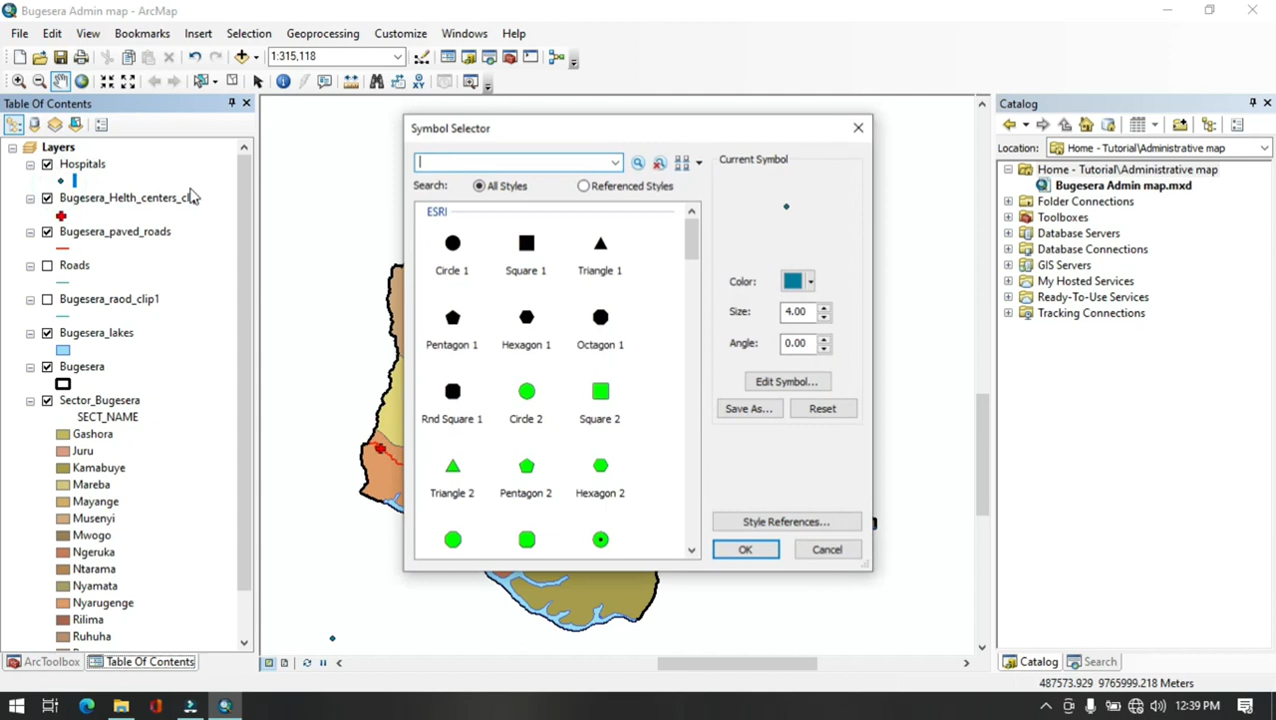 Bugesera Admin map - ArcMap
File Edit View Bookmarks Insert Selection Geoprocessing Customize Windows Help
1:315,118
Table Of Contents
Layers
Hospitals
Bugesera_Helth_centers_cli
Bugesera_paved_roads
Roads
Bugesera_raod_clip1
Bugesera_lakes
Bugesera
Sector_Bugesera
SECT_NAME
Gashora
Juru
Kamabuye
Mareba
Mayange
Musenyi
Mwogo
Ngeruka
Ntarama
Nyamata
Nyarugenge
Rilima
Ruhuha
ArcToolbox
Table Of Contents
Symbol Selector
Search: All Styles Referenced Styles
ESRI
Circle 1 Square 1 Triangle 1
Pentagon 1 Hexagon 1 Octagon 1
Rnd Square 1 Circle 2 Square 2
Triangle 2 Pentagon 2 Hexagon 2
Current Symbol
Color:
Size: 4.00
Angle: 0.00
Edit Symbol...
Save As... Reset
Style References...
OK Cancel
Catalog
Location: Home - Tutorial\Administrative map
Home - Tutorial\Administrative map
Bugesera Admin map.mxd
Folder Connections
Toolboxes
Database Servers
Database Connections
GIS Servers
My Hosted Services
Ready-To-Use Services
Tracking Connections
Catalog Search
487573.929 9765999.218 Meters
12:39 PM